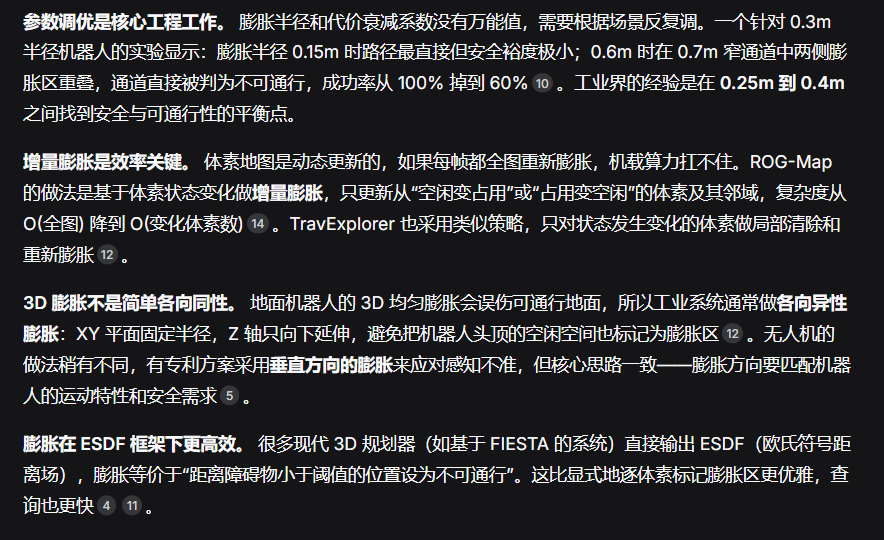 参数调优是核心工程工作。 膨胀半径和代价衰减系数没有万能值，需要根据场景反复调。一个针对 0.3m
半径机器人的实验显示：膨胀半径 0.15m 时路径最直接但安全裕度极小；0.6m 时在 0.7m 窄通道中两侧膨
胀区重叠，通道直接被判为不可通行，成功率从 100% 掉到 60% 10 。工业界的经验是在 0.25m 到 0.4m
之间找到安全与可通行性的平衡点。
增量膨胀是效率关键。 体素地图是动态更新的，如果每帧都全图重新膨胀，机载算力扛不住。ROG-Map
的做法是基于体素状态变化做增量膨胀，只更新从“空闲变占用”或“占用变空闲”的体素及其邻域，复杂度从
O(全图) 降到 O(变化体素数) 14 。TravExplorer 也采用类似策略，只对状态发生变化的体素做局部清除和
重新膨胀 12 。
3D 膨胀不是简单各向同性。 地面机器人的 3D 均匀膨胀会误伤可通行地面，所以工业系统通常做各向异性
膨胀：XY 平面固定半径，Z 轴只向下延伸，避免把机器人头顶的空闲空间也标记为膨胀区 12 。无人机的
做法稍有不同，有专利方案采用垂直方向的膨胀来应对感知不准，但核心思路一致——膨胀方向要匹配机器
人的运动特性和安全需求 5 。
膨胀在 ESDF 框架下更高效。 很多现代 3D 规划器（如基于 FIESTA 的系统）直接输出 ESDF（欧氏符号距
离场），膨胀等价于“距离障碍物小于阈值的位置设为不可通行”。这比显式地逐体素标记膨胀区更优雅，查
询也更快 4 11 。